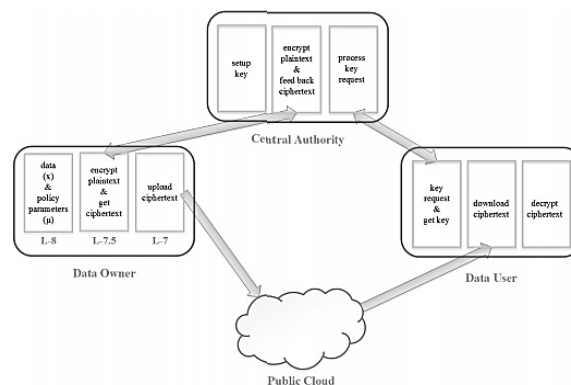 setup
key
encrypt
plaintext
&
feed back
ciphertext
process
key
request
Central Authority
data
(x)
&
policy
parameters
(μ)
encrypt
plaintext
&
get
ciphertext
upload
ciphertext
L-8
L-7.5
L-7
Data Owner
key
request
&
get key
download
ciphertext
decrypt
ciphertext
Data User
Public Cloud